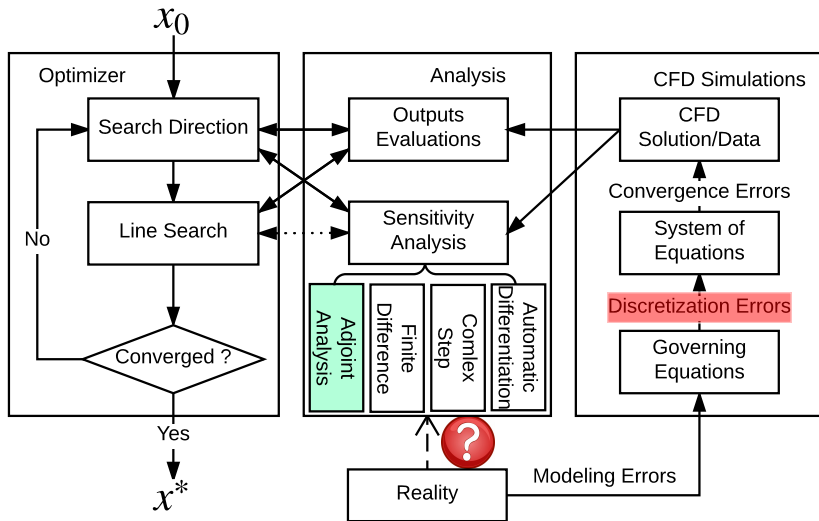 x₀
Optimizer
Search Direction
Line Search
No
Converged ?
Yes
x*
Analysis
Outputs
Evaluations
Sensitivity
Analysis
Adjoint
Analysis
Finite
Difference
Comlex
Step
Automatic
Differentiation
?
Reality
CFD Simulations
CFD
Solution/Data
Convergence Errors
System of
Equations
Discretization Errors
Governing
Equations
Modeling Errors